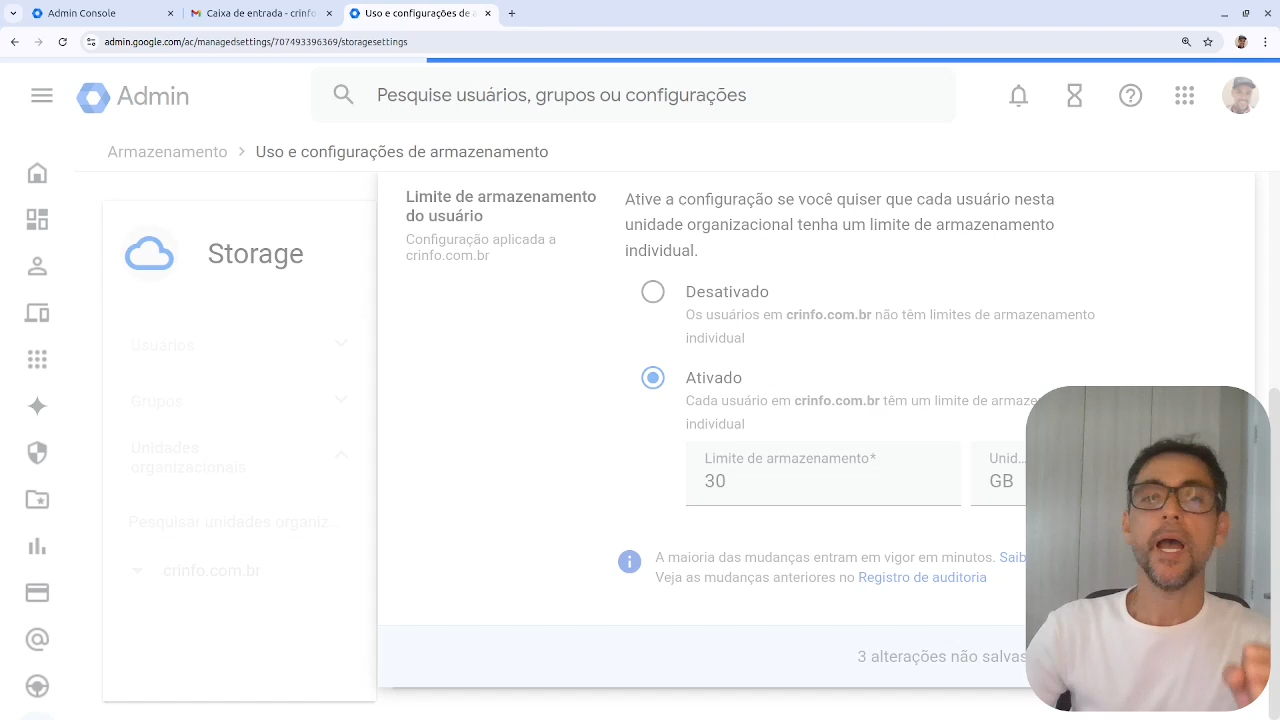 Admin Console
Gmail Caixa de entrada - crinfo
Uso e configurações de a
admin.google.com/ac/managedsettings/707493396369/storagesettings
Admin
Pesquise usuários, grupos ou configurações
Armazenamento > Uso e configurações de armazenamento
Storage
Usuários
Grupos
Unidades
organizacionais
Pesquisar unidades organiz...
crinfo.com.br
Limite de armazenamento
do usuário
Configuração aplicada a
crinfo.com.br
Ative a configuração se você quiser que cada usuário nesta
unidade organizacional tenha um limite de armazenamento
individual.
Desativado
Os usuários em crinfo.com.br não têm limites de armazenamento
individual
Ativado
Cada usuário em crinfo.com.br têm um limite de armaze
individual
Limite de armazenamento*
30
Unid...
GB
A maioria das mudanças entram em vigor em minutos. Saib
Veja as mudanças anteriores no Registro de auditoria
3 alterações não salvas